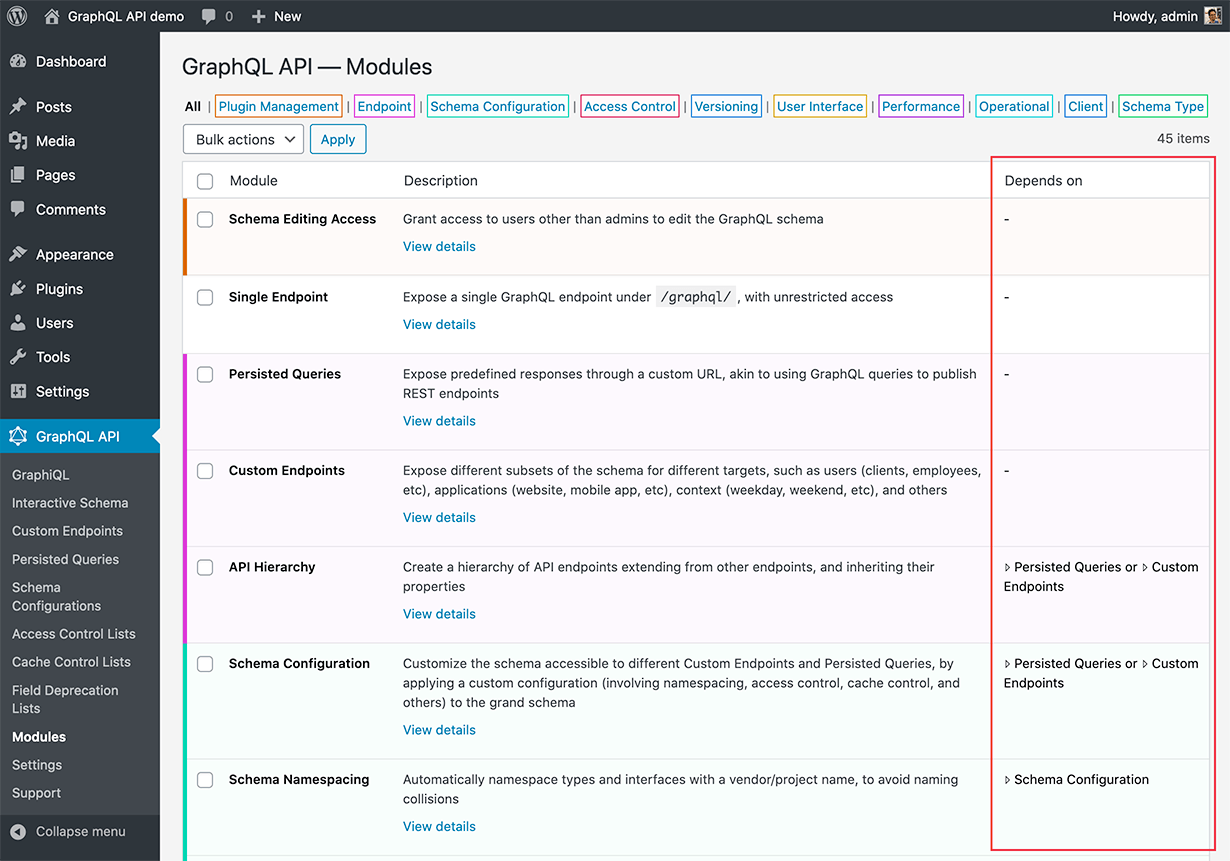 GraphQL API demo 0 New Howdy, admin
Dashboard
Posts
Media
Pages
Comments
Appearance
Plugins
Users
Tools
Settings
GraphQL API
GraphiQL
Interactive Schema
Custom Endpoints
Persisted Queries
Schema
Configurations
Access Control Lists
Cache Control Lists
Field Deprecation
Lists
Modules
Settings
Support
Collapse menu
GraphQL API — Modules
All | Plugin Management | Endpoint | Schema Configuration | Access Control | Versioning | User Interface | Performance | Operational | Client | Schema Type
Bulk actions Apply 45 items
Module Description Depends on
Schema Editing Access Grant access to users other than admins to edit the GraphQL schema -
View details
Single Endpoint Expose a single GraphQL endpoint under /graphql/ , with unrestricted access -
View details
Persisted Queries Expose predefined responses through a custom URL, akin to using GraphQL queries to publish -
REST endpoints
View details
Custom Endpoints Expose different subsets of the schema for different targets, such as users (clients, employees, -
etc), applications (website, mobile app, etc), context (weekday, weekend, etc), and others
View details
API Hierarchy Create a hierarchy of API endpoints extending from other endpoints, and inheriting their ▹ Persisted Queries or ▹ Custom
properties Endpoints
View details
Schema Configuration Customize the schema accessible to different Custom Endpoints and Persisted Queries, by ▹ Persisted Queries or ▹ Custom
applying a custom configuration (involving namespacing, access control, cache control, and Endpoints
others) to the grand schema
View details
Schema Namespacing Automatically namespace types and interfaces with a vendor/project name, to avoid naming ▹ Schema Configuration
collisions
View details